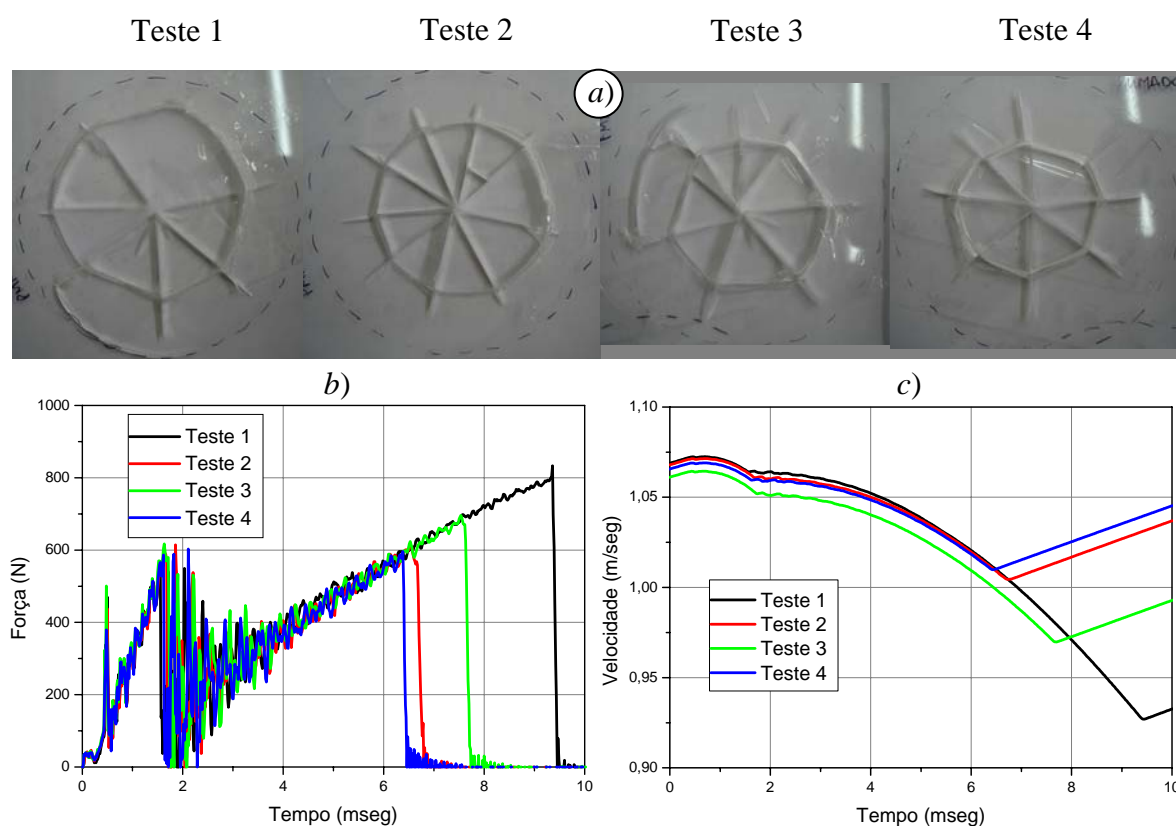 Teste 1 Teste 2 Teste 3 Teste 4
a)
b)
1000
800
600
400
200
0
Força (N)
Teste 1
Teste 2
Teste 3
Teste 4
0 2 4 6 8 10
Tempo (mseg)
c)
1,10
1,05
1,00
0,95
0,90
Velocidade (m/seg)
Teste 1
Teste 2
Teste 3
Teste 4
0 2 4 6 8 10
Tempo (mseg)